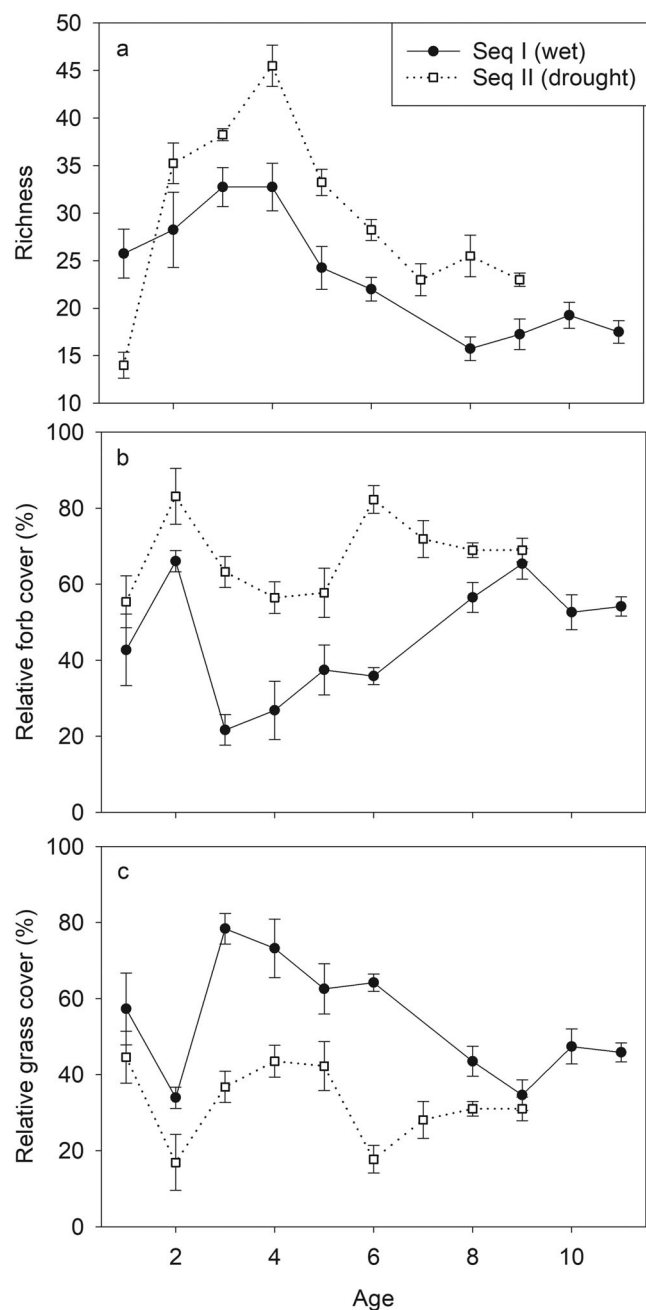 a
Seq I (wet)
Seq II (drought)
50
45
40
35
30
25
20
15
10
Richness
b
100
80
60
40
20
0
Relative forb cover (%)
c
100
80
60
40
20
0
Relative grass cover (%)
2 4 6 8 10
Age